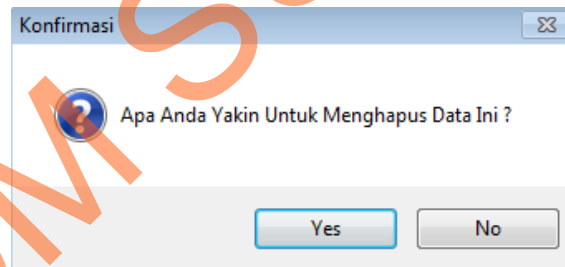 Konfirmasi
Apa Anda Yakin Untuk Menghapus Data Ini ?
Yes
No